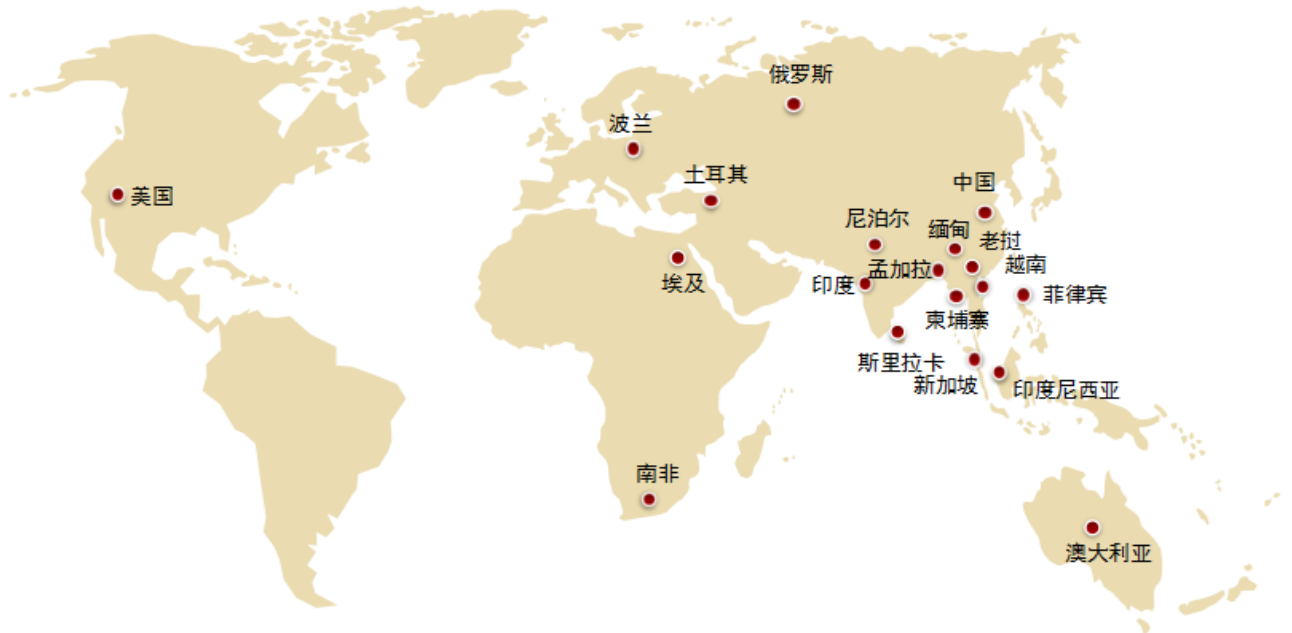 俄罗斯
波兰
土耳其
中国
美国
尼泊尔
缅甸
老挝
越南
孟加拉
埃及
印度
菲律宾
柬埔寨
斯里拉卡
新加坡
印度尼西亚
南非
澳大利亚